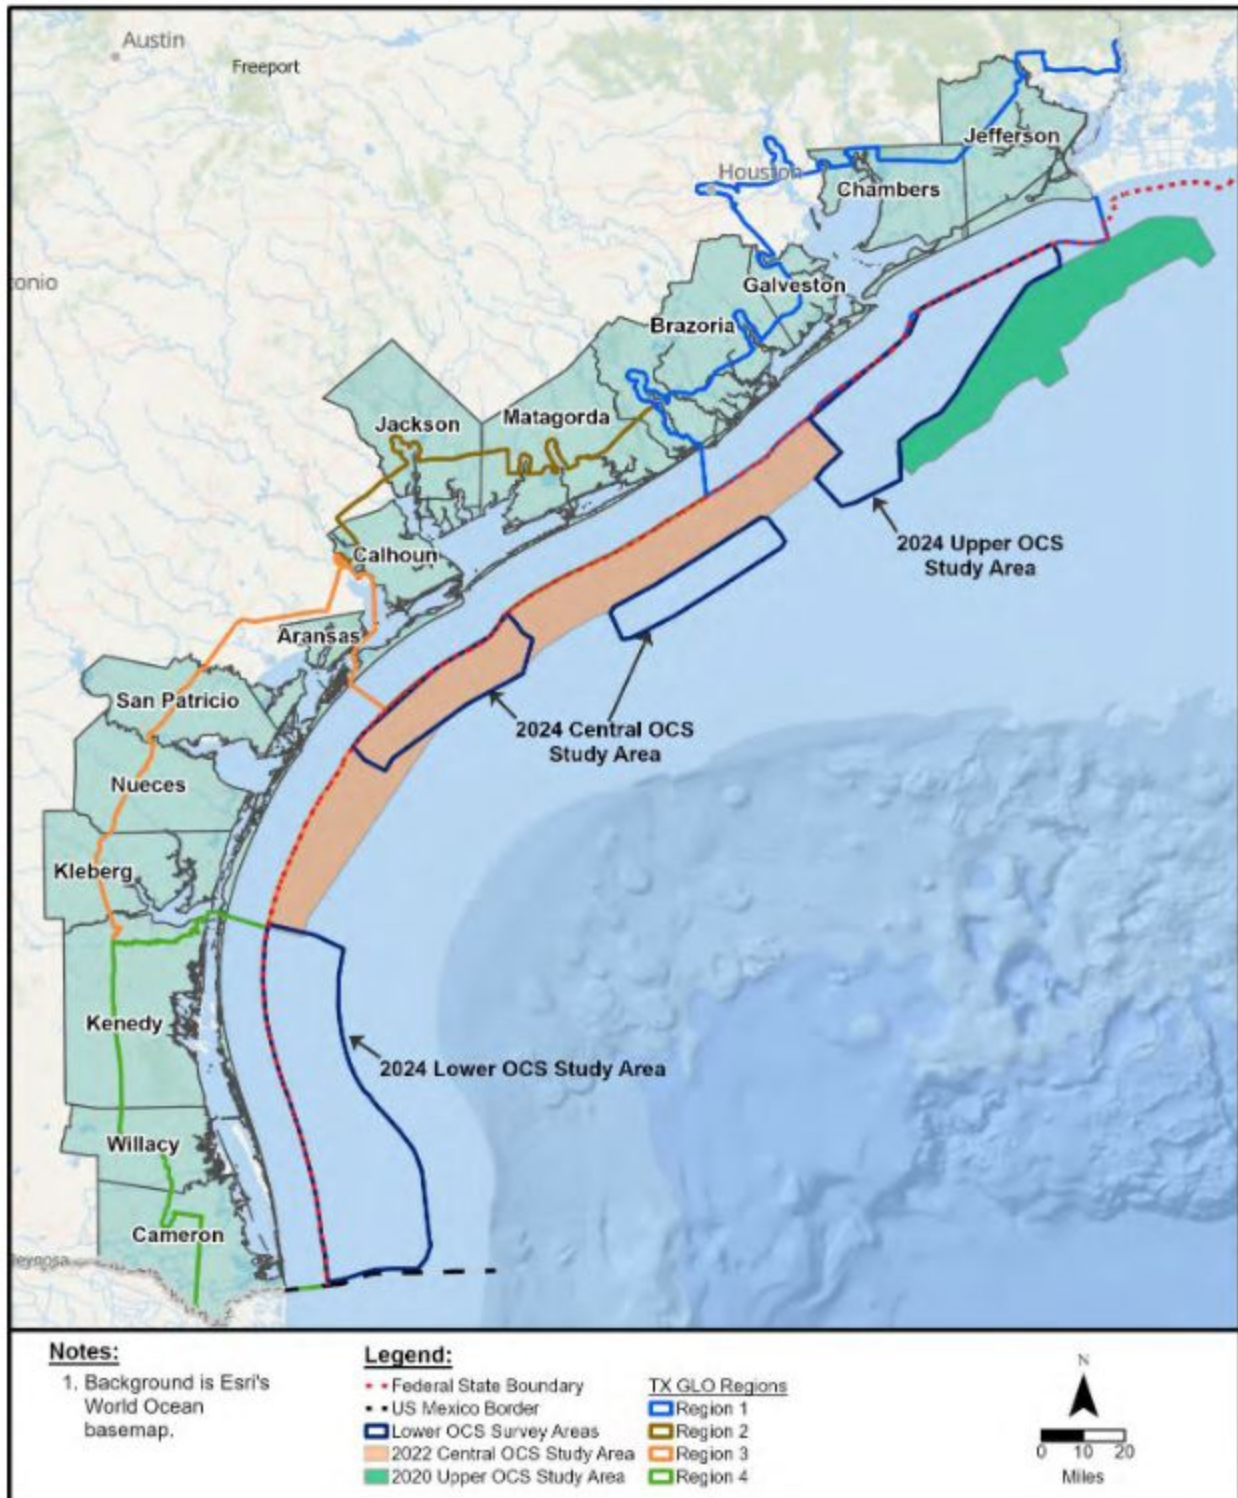 Austin
Freeport
Jefferson
Houston
Chambers
onio
Galveston
Brazoria
Jackson
Matagorda
2024 Upper OCS
Study Area
Calhoun
Aransas
San Patricio
2024 Central OCS
Study Area
Nueces
Kleberg
Kenedy
2024 Lower OCS Study Area
Willacy
Cameron
eynosa
Notes:
1. Background is Esri's
World Ocean
basemap.
Legend:
Federal State Boundary
US Mexico Border
Lower OCS Survey Areas
2022 Central OCS Study Area
2020 Upper OCS Study Area
TX GLO Regions
Region 1
Region 2
Region 3
Region 4
N
0 10 20
Miles